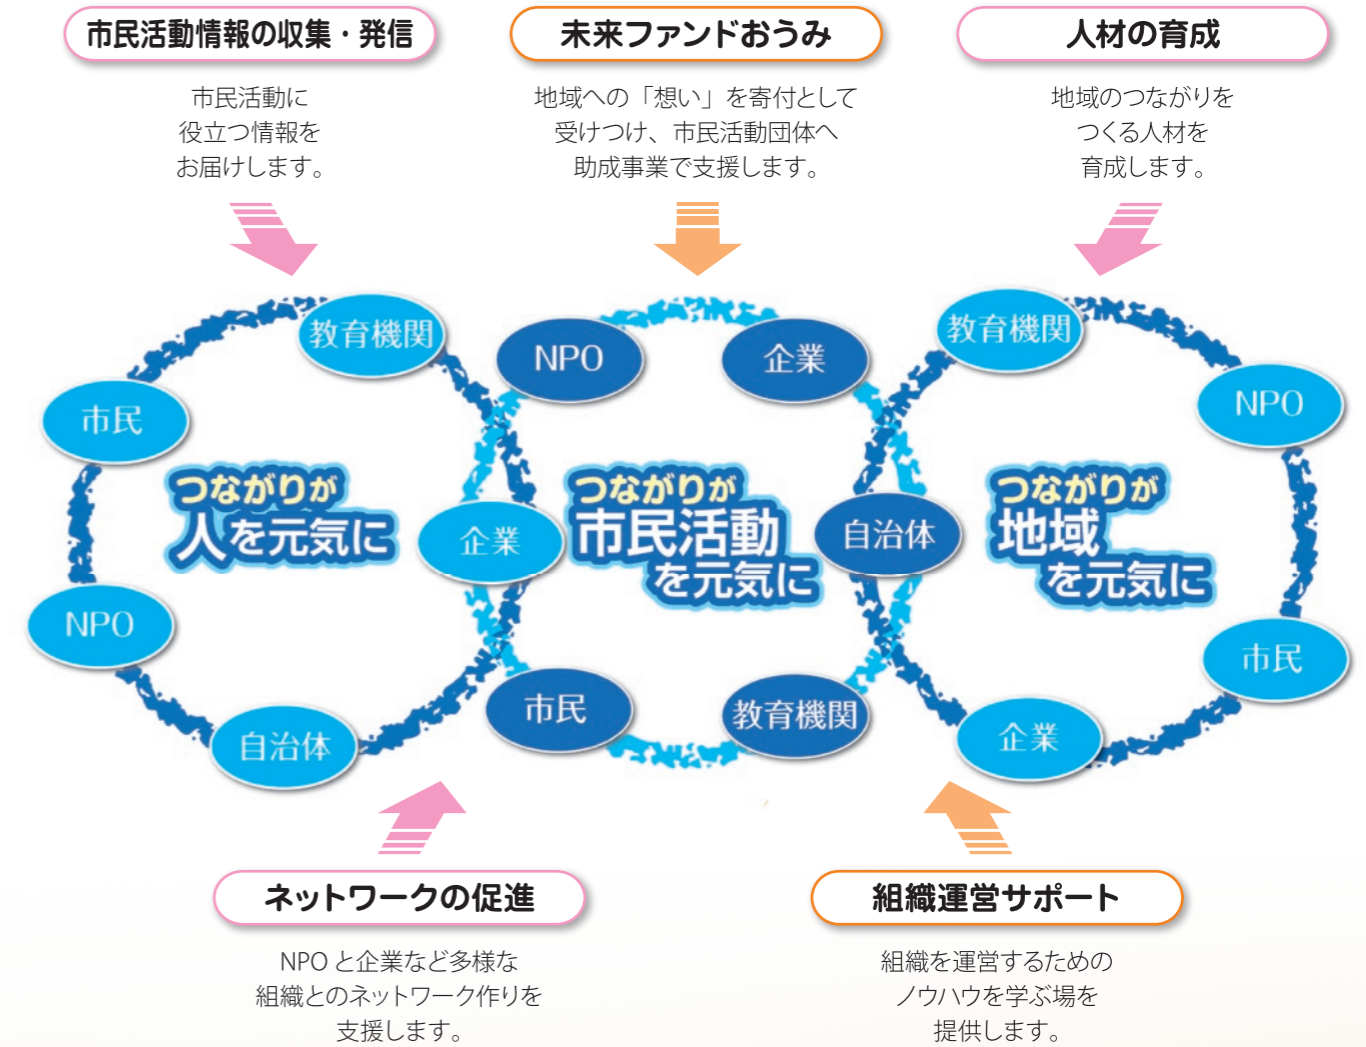 市民活動情報の収集・発信
市民活動に
役立つ情報を
お届けします。
未来ファンドおうみ
地域への「想い」を寄付として
受けつけ、市民活動団体へ
助成事業で支援します。
人材の育成
地域のつながりを
つくる人材を
育成します。
教育機関
市民
つながりが
人を元気に
企業
NPO
自治体
NPO
企業
つながりが
市民活動
を元気に
自治体
市民
教育機関
教育機関
NPO
つながりが
地域
を元気に
市民
企業
ネットワークの促進
NPOと企業など多様な
組織とのネットワーク作りを
支援します。
組織運営サポート
組織を運営するための
ノウハウを学ぶ場を
提供します。